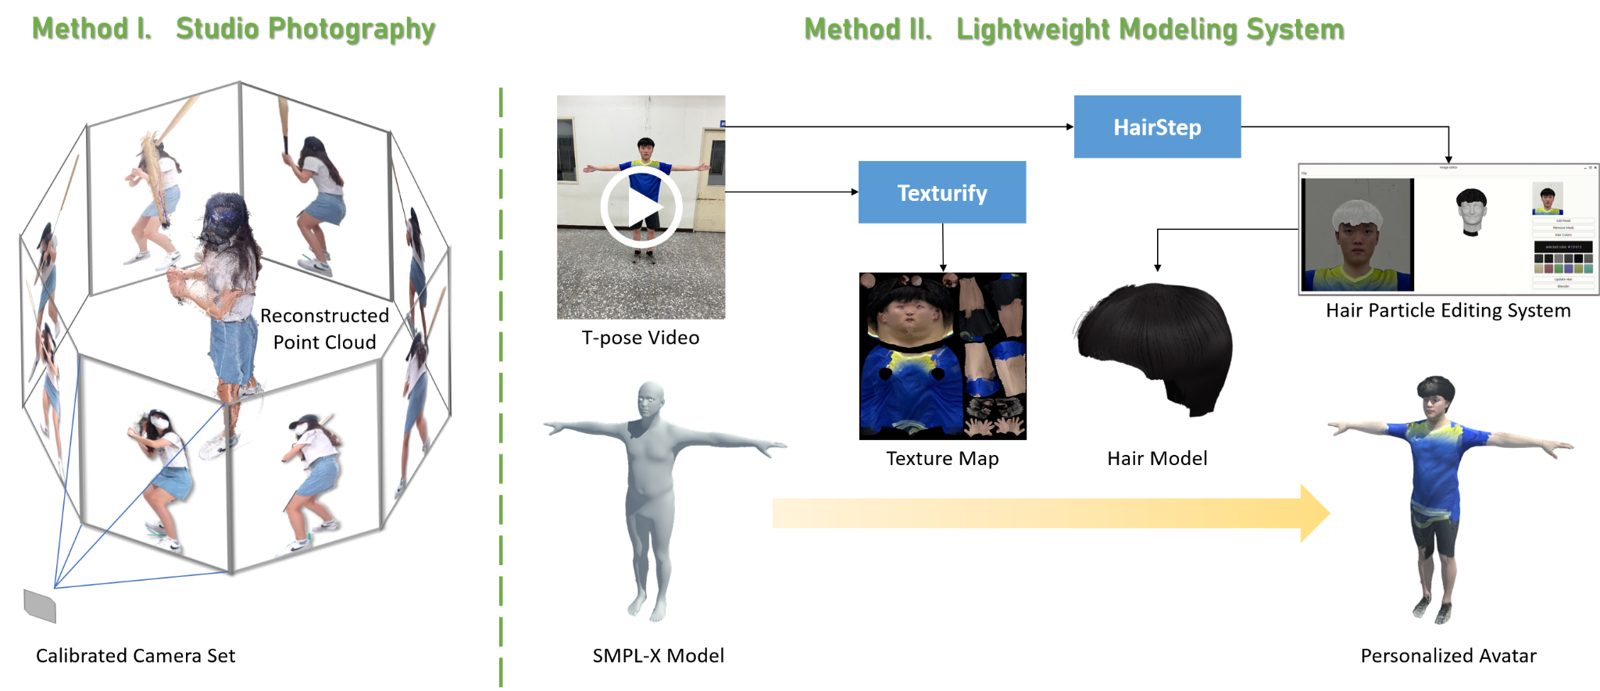 Method I.   Studio Photography
Method II.   Lightweight Modeling System
Reconstructed
Point Cloud
Calibrated Camera Set
T-pose Video
HairStep
Texturify
Hair Particle Editing System
Texture Map
Hair Model
SMPL-X Model
Personalized Avatar